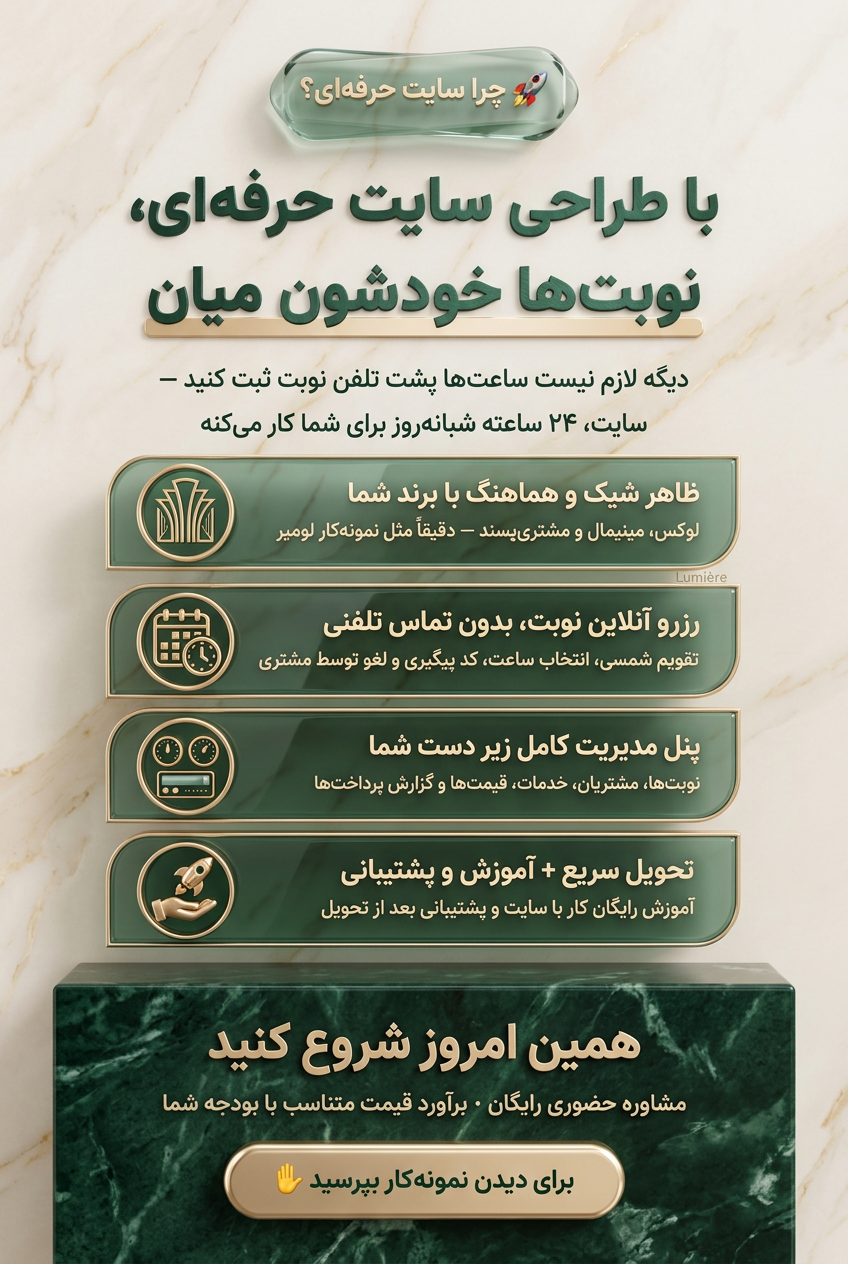 🚀 چرا سایت حرفه‌ای؟
با طراحی سایت حرفه‌ای،
نوبت‌ها خودشون میان
دیگه لازم نیست ساعت‌ها پشت تلفن نوبت ثبت کنید —
سایت، ۲۴ ساعته شبانه‌روز برای شما کار می‌کنه
ظاهر شیک و هماهنگ با برند شما
لوکس، مینیمال و مشتری‌پسند — دقیقاً مثل نمونه‌کار لومیر
Lumière
رزرو آنلاین نوبت، بدون تماس تلفنی
تقویم شمسی، انتخاب ساعت، کد پیگیری و لغو توسط مشتری
پنل مدیریت کامل زیر دست شما
نوبت‌ها، مشتریان، خدمات، قیمت‌ها و گزارش پرداخت‌ها
تحویل سریع + آموزش و پشتیبانی
آموزش رایگان کار با سایت و پشتیبانی بعد از تحویل
همین امروز شروع کنید
مشاوره حضوری رایگان · برآورد قیمت متناسب با بودجه شما
برای دیدن نمونه‌کار بپرسید ✋